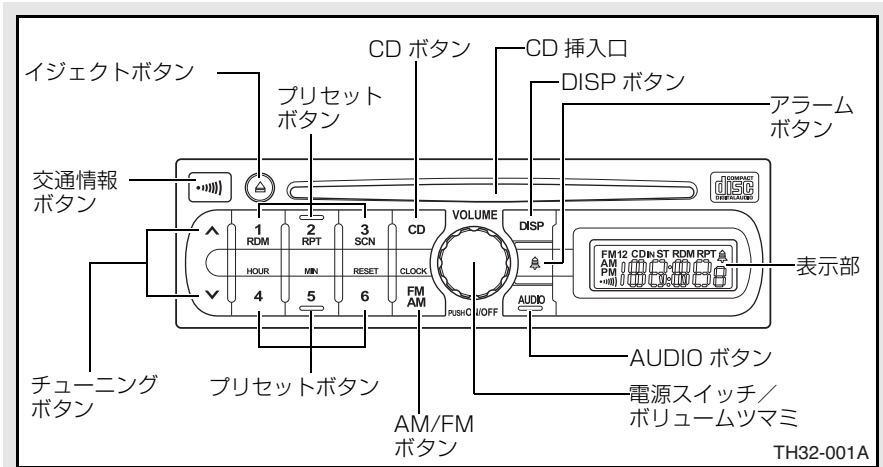 CD ボタン
CD 挿入口
イジェクトボタン
DISP ボタン
プリセット
ボタン
アラーム
ボタン
交通情報
ボタン
COMPACT
disc
DIGITAL AUDIO
VOLUME
1
RDM
2
RPT
3
SCN
CD
DISP
HOUR
MIN
RESET
CLOCK
FM 12 CD IN ST RDM RPT
AM
PM
表示部
4
5
6
FM
AM
PUSH ON/OFF
AUDIO
チューニング
ボタン
プリセットボタン
AM/FM
ボタン
AUDIO ボタン
電源スイッチ／
ボリュームツマミ
TH32-001A